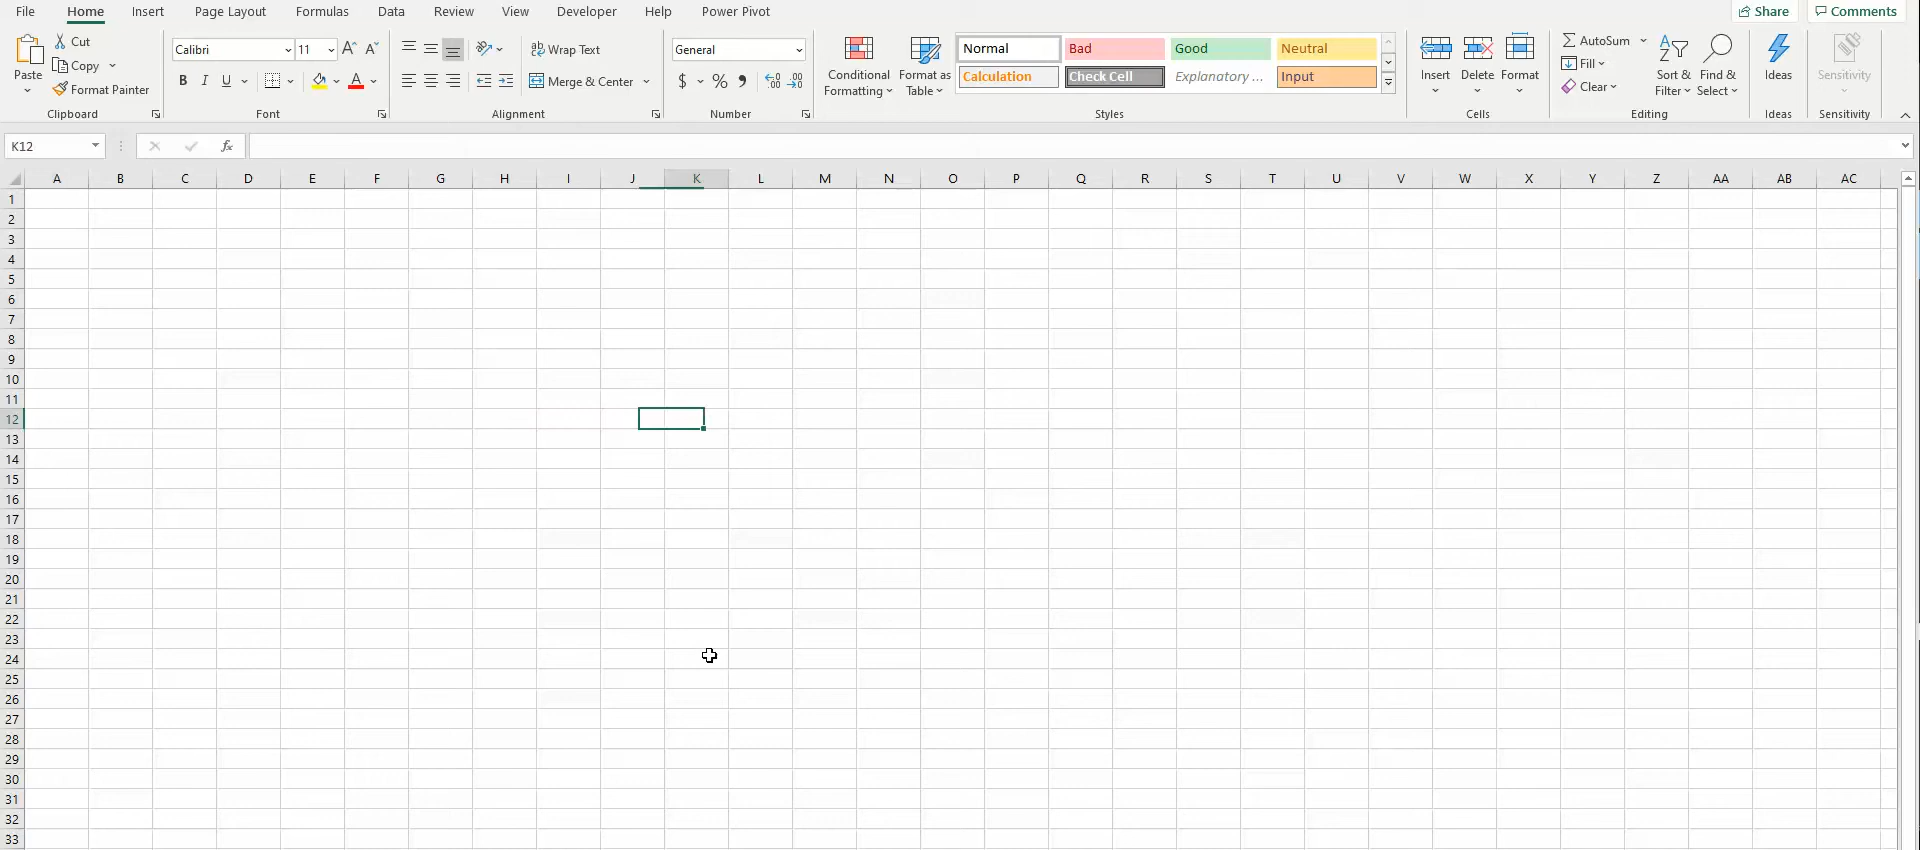 File Home Insert Page Layout Formulas Data Review View Developer Help Power Pivot Share Comments
Paste
Cut
Copy
Format Painter
Clipboard
Calibri 11 A A
B I U A
Font
ab Wrap Text
Merge & Center
Alignment
General
$ % , .00 .0
Number
Conditional
Formatting
Format as
Table
Normal Bad Good Neutral
Calculation Check Cell Explanatory ... Input
Styles
Insert Delete Format
Cells
AutoSum
Fill
Clear
Sort &
Filter
Find &
Select
Editing
Ideas
Ideas
Sensitivity
Sensitivity
K12 fx
A B C D E F G H I J K L M N O P Q R S T U V W X Y Z AA AB AC
1
2
3
4
5
6
7
8
9
10
11
12
13
14
15
16
17
18
19
20
21
22
23
24
25
26
27
28
29
30
31
32
33